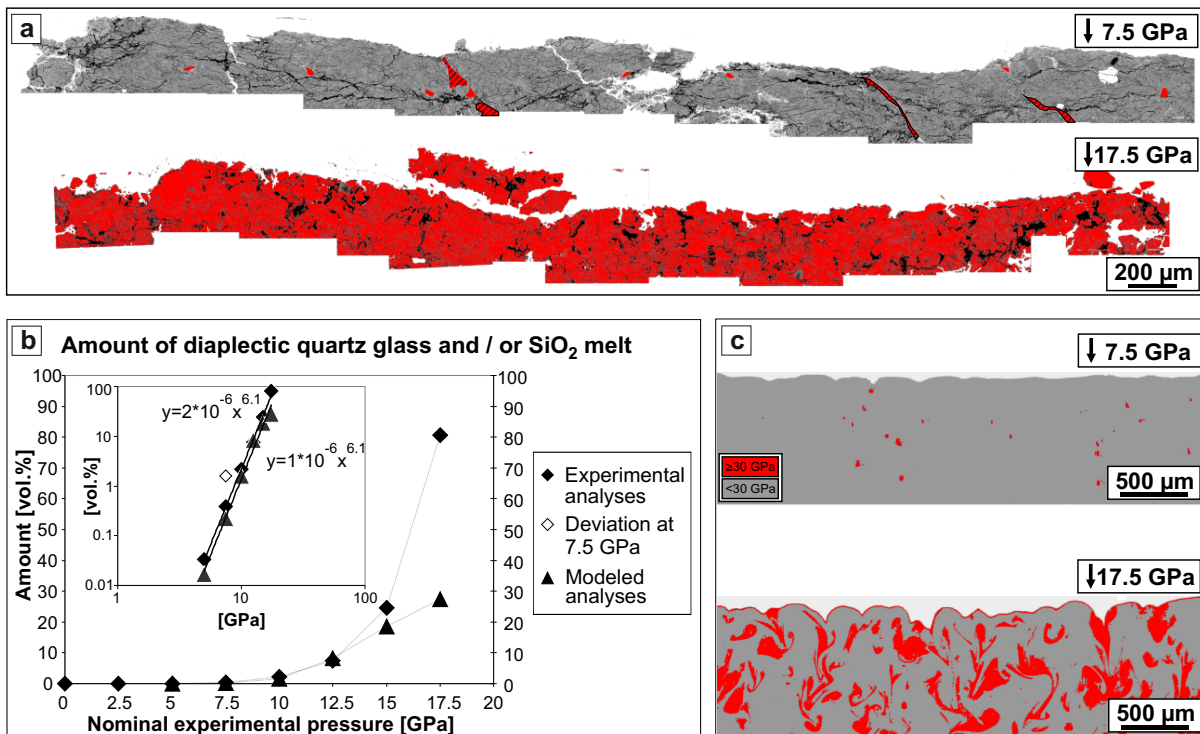 a
↓ 7.5 GPa
↓17.5 GPa
200 µm
b
Amount of diaplectic quartz glass and / or SiO₂ melt
100
90
80
70
60
50
40
30
20
10
0
Amount [vol.%]
100
90
80
70
60
50
40
30
20
10
0
0 2.5 5 7.5 10 12.5 15 17.5 20
Nominal experimental pressure [GPa]
100
10
1
0.1
0.01
[vol.%]
1 10 100
[GPa]
y=2*10⁻⁶x⁶·¹
y=1*10⁻⁶x⁶·¹
Experimental
analyses
Deviation at
7.5 GPa
Modeled
analyses
c
↓ 7.5 GPa
≥30 GPa
<30 GPa
500 µm
↓17.5 GPa
500 µm